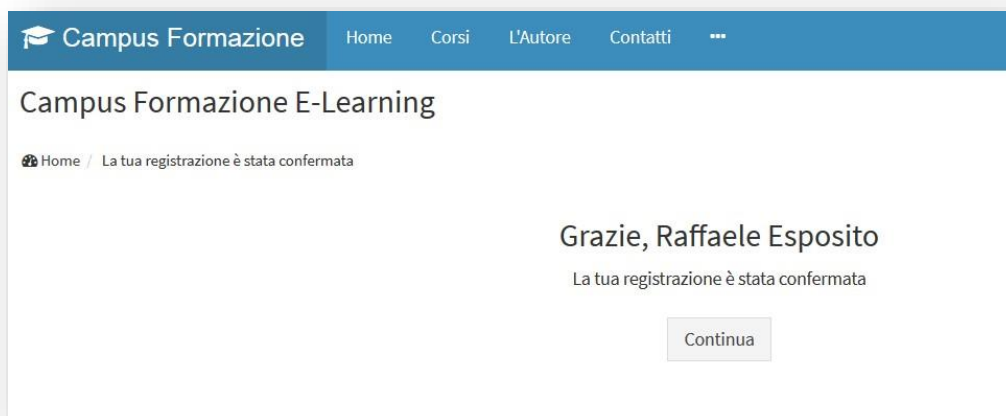 Campus Formazione Home Corsi L'Autore Contatti ···
Campus Formazione E-Learning
Home / La tua registrazione è stata confermata
Grazie, Raffaele Esposito
La tua registrazione è stata confermata
Continua